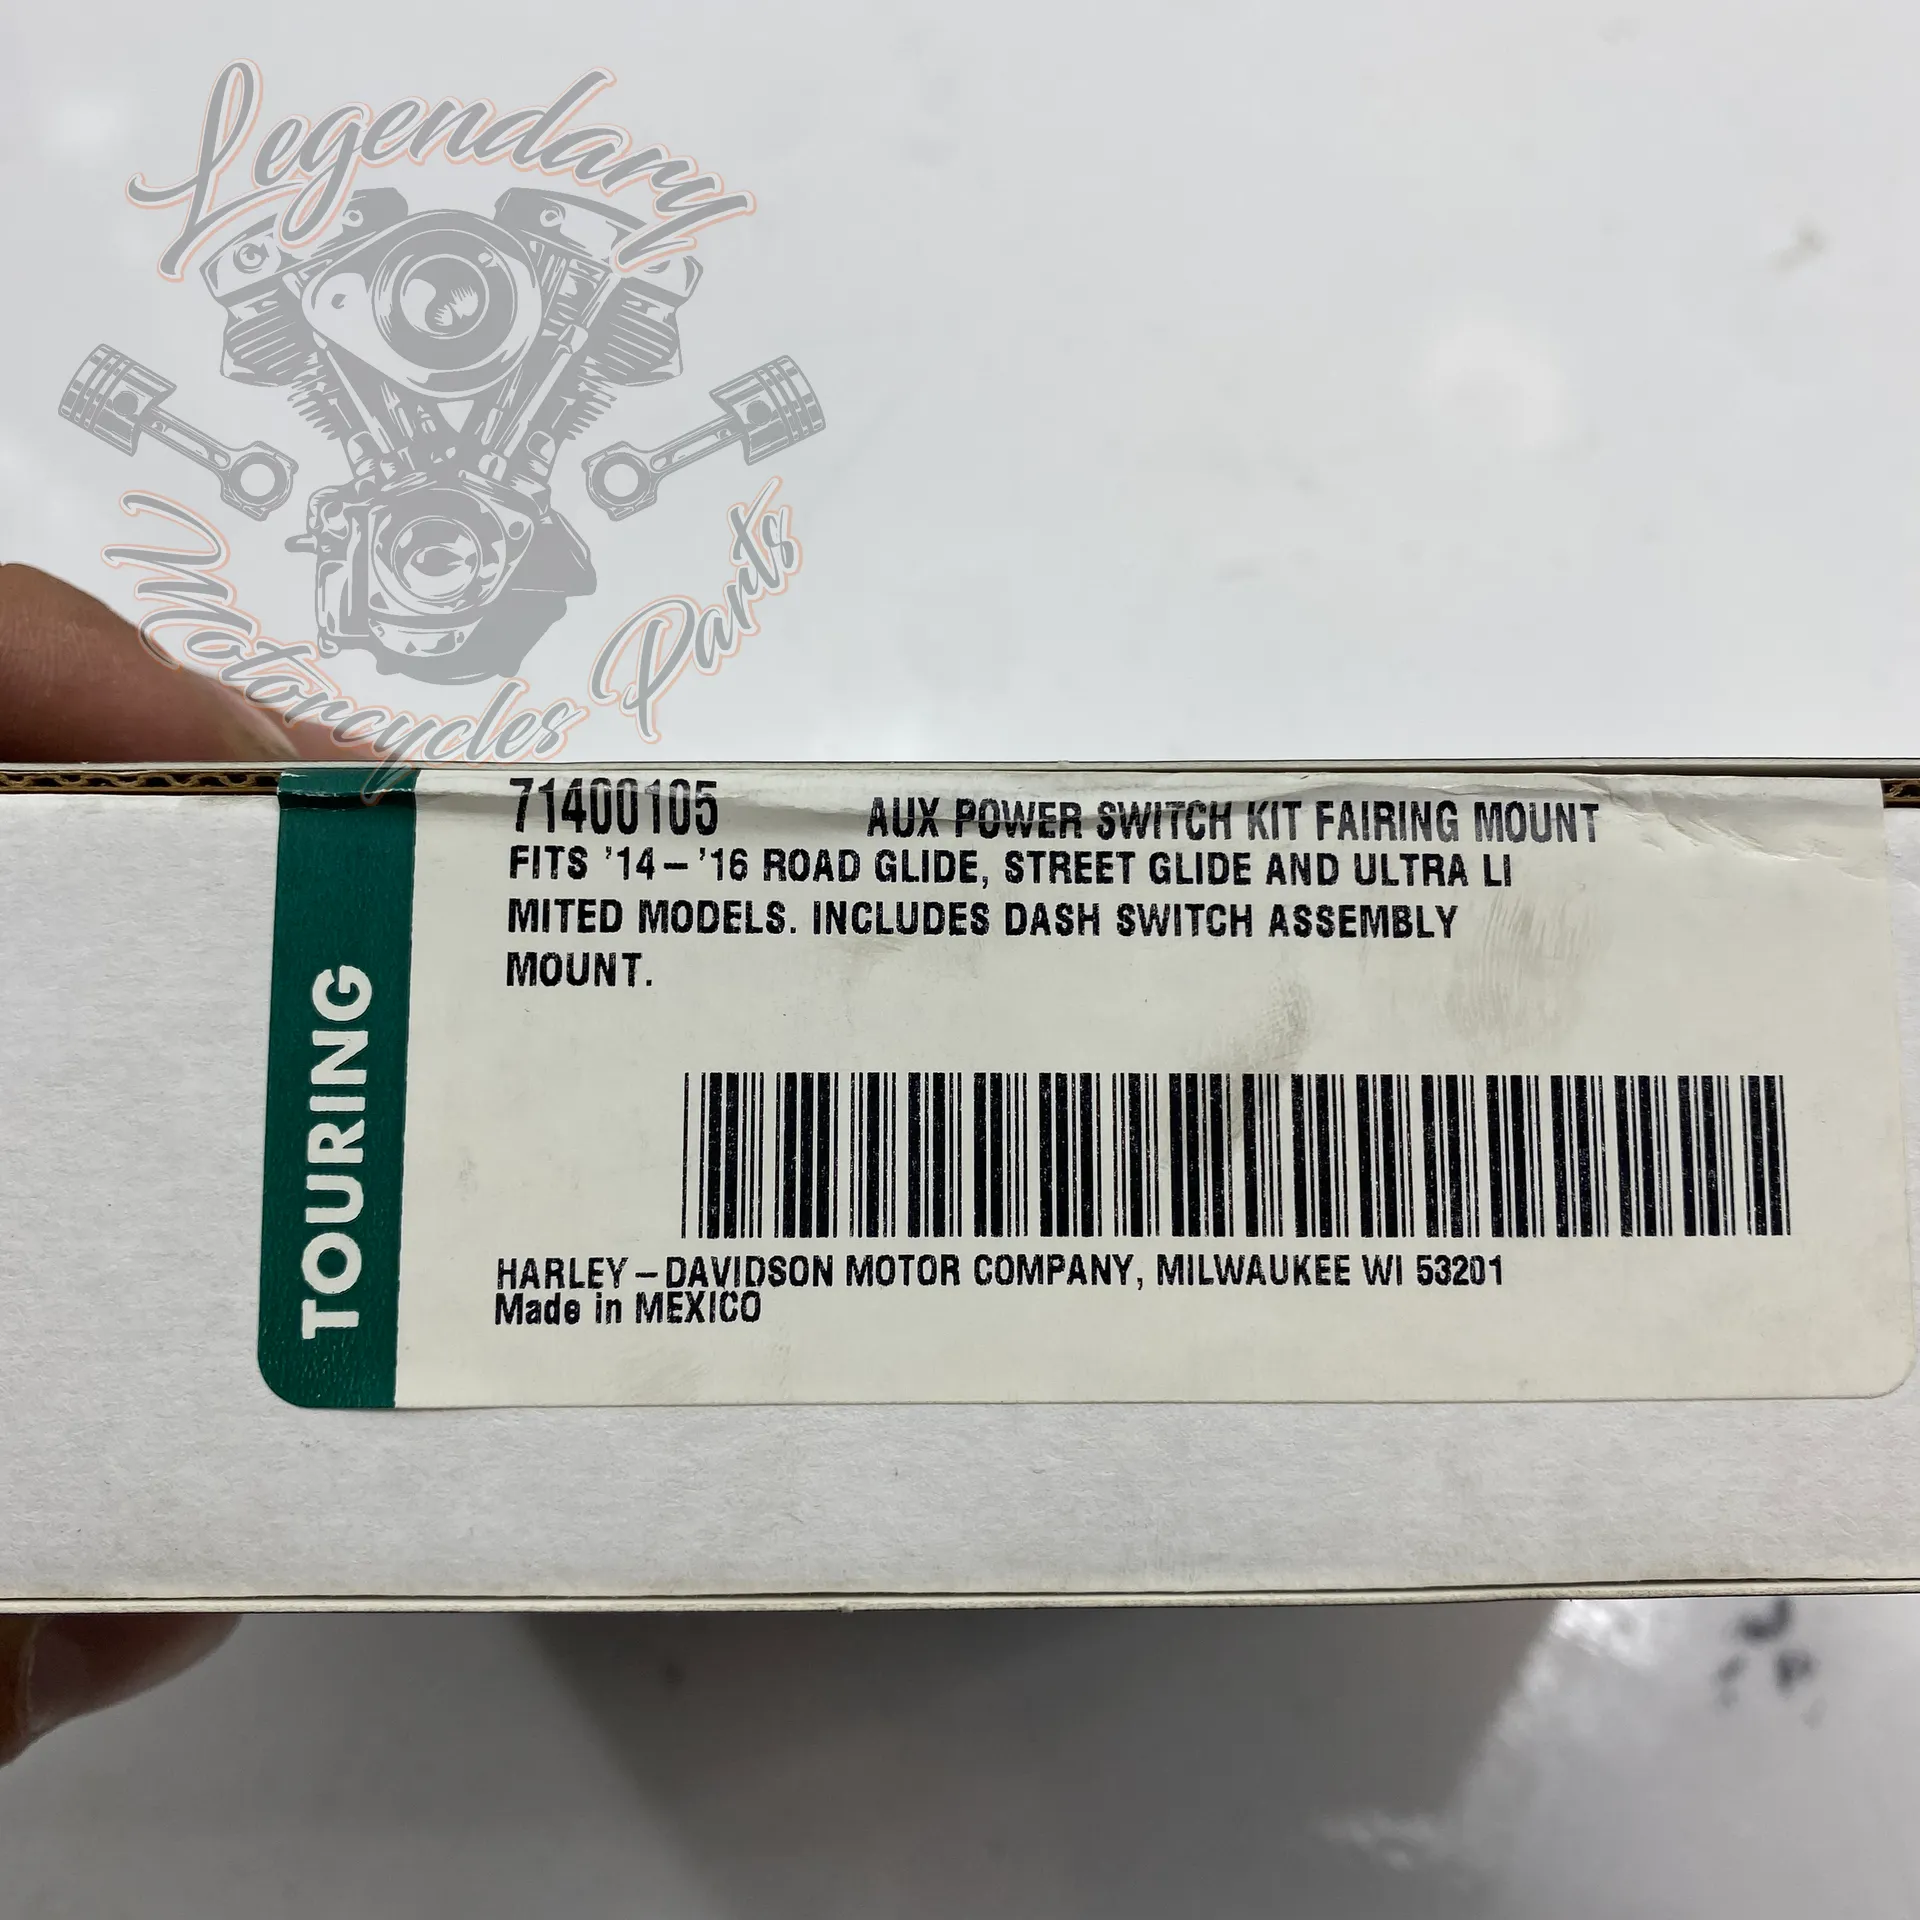 Legendary
Motorcycles Parts
71400105 AUX POWER SWITCH KIT FAIRING MOUNT
FITS '14-'16 ROAD GLIDE, STREET GLIDE AND ULTRA LI
MITED MODELS. INCLUDES DASH SWITCH ASSEMBLY
MOUNT.
TOURING
HARLEY-DAVIDSON MOTOR COMPANY, MILWAUKEE WI 53201
Made in MEXICO